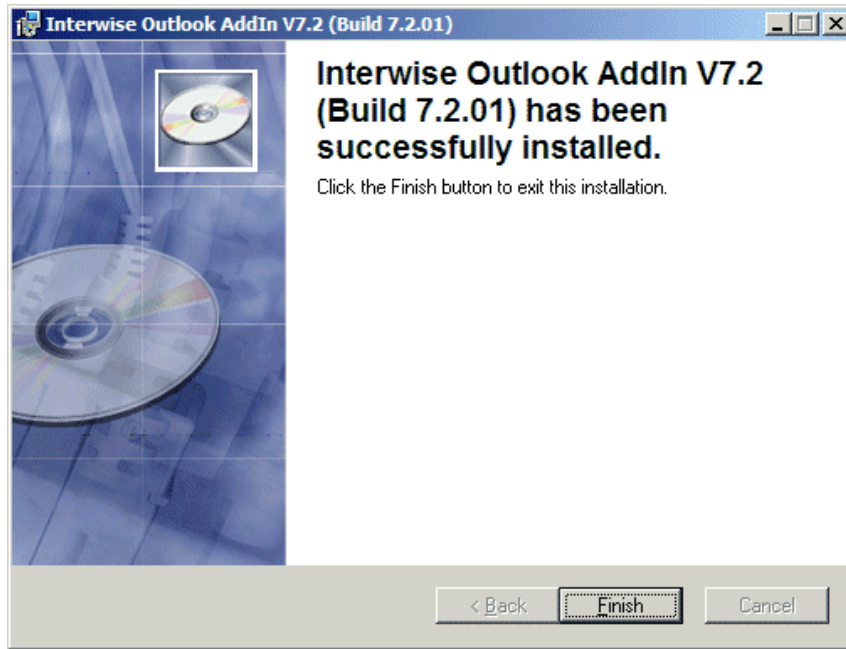 Interwise Outlook AddIn V7.2 (Build 7.2.01)
Interwise Outlook AddIn V7.2
(Build 7.2.01) has been
successfully installed.
Click the Finish button to exit this installation.
< Back
Finish
Cancel